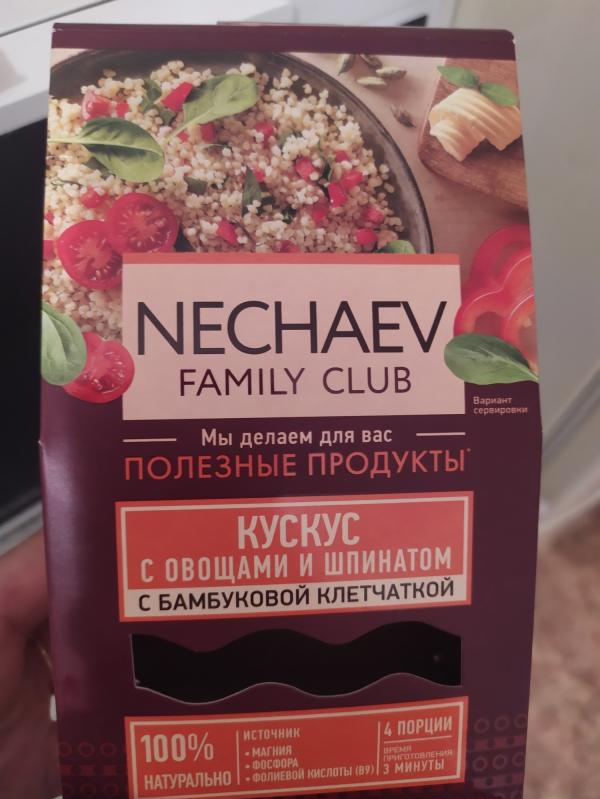 NECHAEV
FAMILY CLUB
Вариант
сервировки
Мы делаем для вас
ПОЛЕЗНЫЕ ПРОДУКТЫ*
КУСКУС
С ОВОЩАМИ И ШПИНАТОМ
С БАМБУКОВОЙ КЛЕТЧАТКОЙ
100%
НАТУРАЛЬНО
ИСТОЧНИК
• МАГНИЯ
• ФОСФОРА
• ФОЛИЕВОЙ КИСЛОТЫ (B9)
4 ПОРЦИИ
ВРЕМЯ
ПРИГОТОВЛЕНИЯ
3 МИНУТЫ